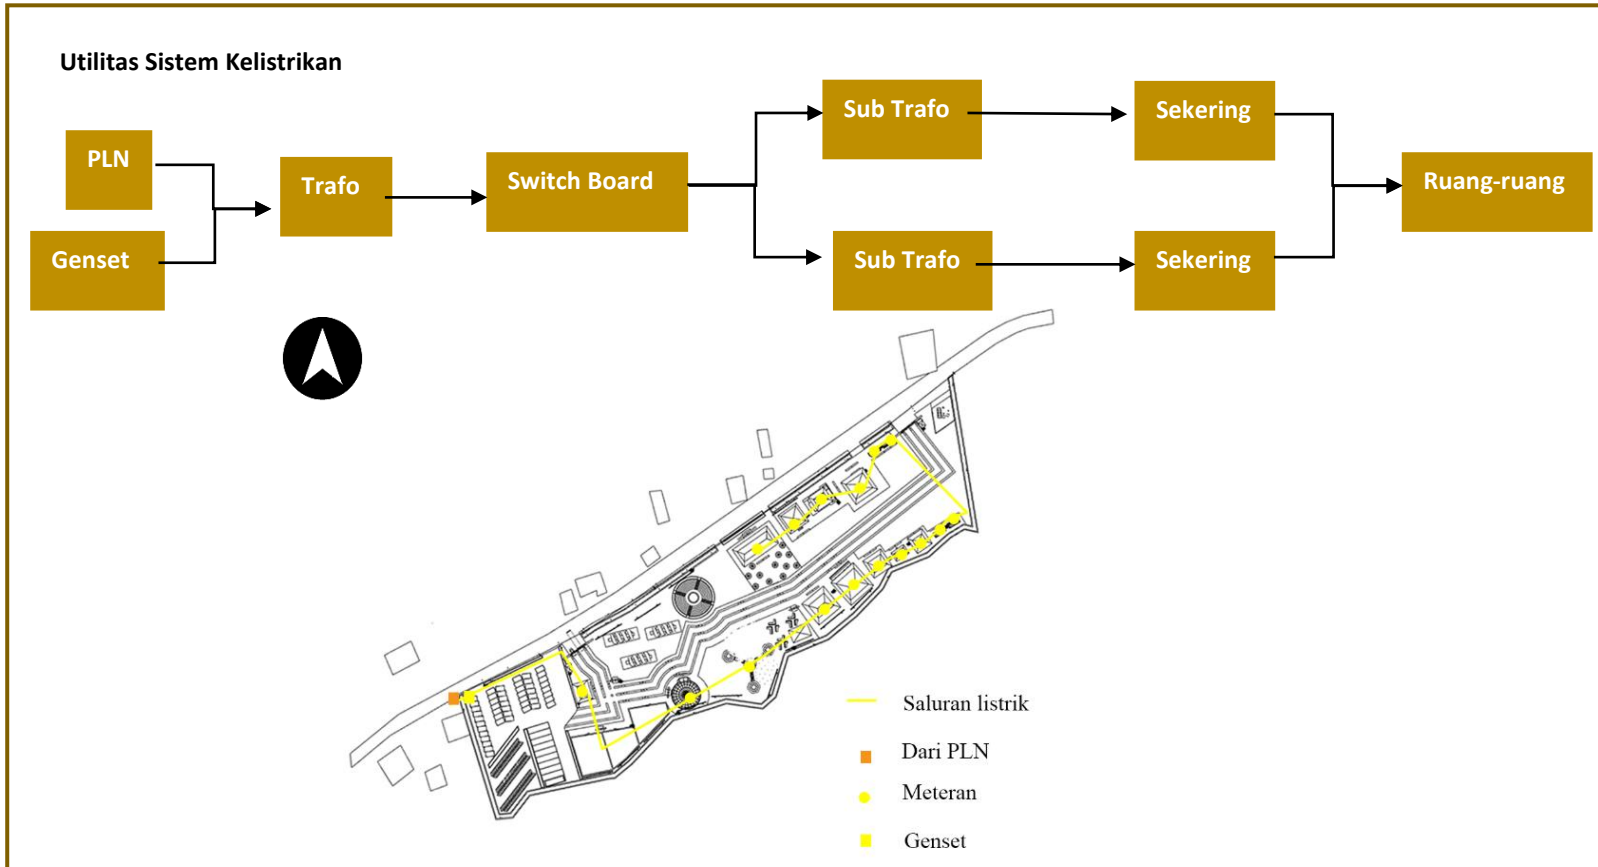 Utilitas Sistem Kelistrikan
PLN
Genset
Trafo
Switch Board
Sub Trafo
Sekering
Sub Trafo
Sekering
Ruang-ruang
Saluran listrik
Dari PLN
Meteran
Genset